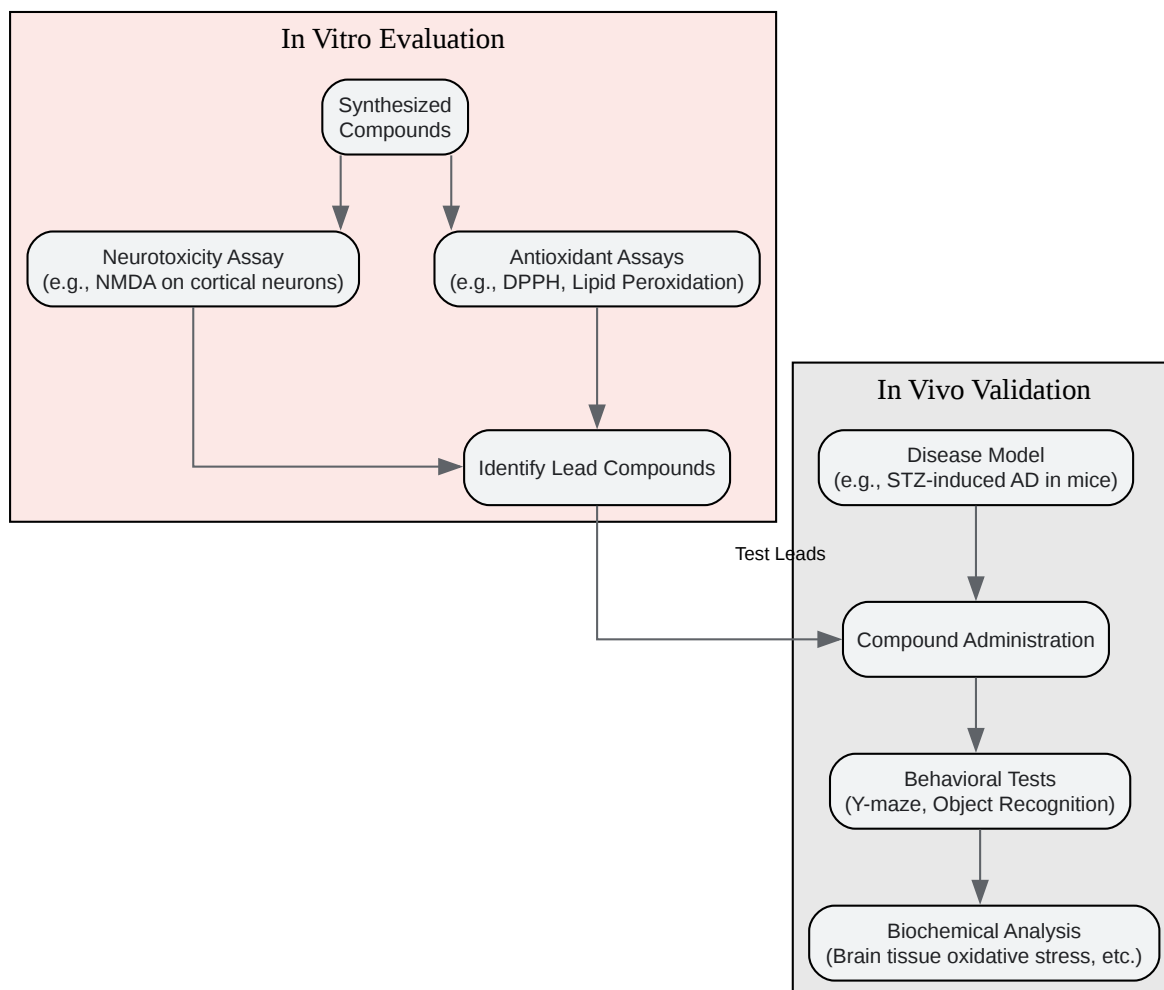 In Vitro Evaluation
Synthesized
Compounds
Neurotoxicity Assay
(e.g., NMDA on cortical neurons)
Antioxidant Assays
(e.g., DPPH, Lipid Peroxidation)
Identify Lead Compounds
Test Leads
In Vivo Validation
Disease Model
(e.g., STZ-induced AD in mice)
Compound Administration
Behavioral Tests
(Y-maze, Object Recognition)
Biochemical Analysis
(Brain tissue oxidative stress, etc.)